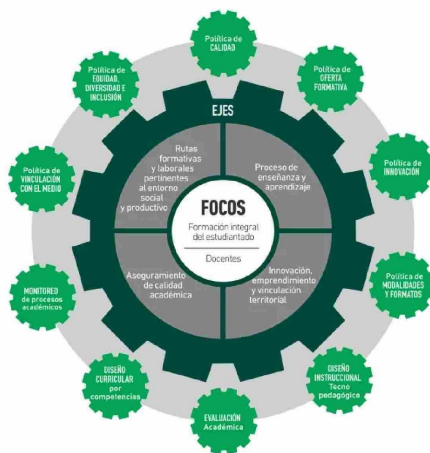 Política de
CALIDAD
Política de
OFERTA
FORMATIVA
Política de
INNOVACIÓN
Política de
MODALIDADES
Y FORMATOS
DISEÑO
INSTRUCCIONAL
Tecno
pedagógico
EVALUACIÓN
Académica
DISEÑO
CURRICULAR
por
competencias
MONITOREO
de procesos
académicos
Política de
VINCULACIÓN
CON EL MEDIO
Política de
EQUIDAD,
DIVERSIDAD E
INCLUSIÓN
EJES
Rutas
formativas
y laborales
pertinentes
al entorno
social
y productivo
Proceso de
enseñanza y
aprendizaje
Innovación,
emprendimiento
y vinculación
territorial
Aseguramiento
de calidad
académica
FOCOS
Formación integral
del estudiantado
Docentes